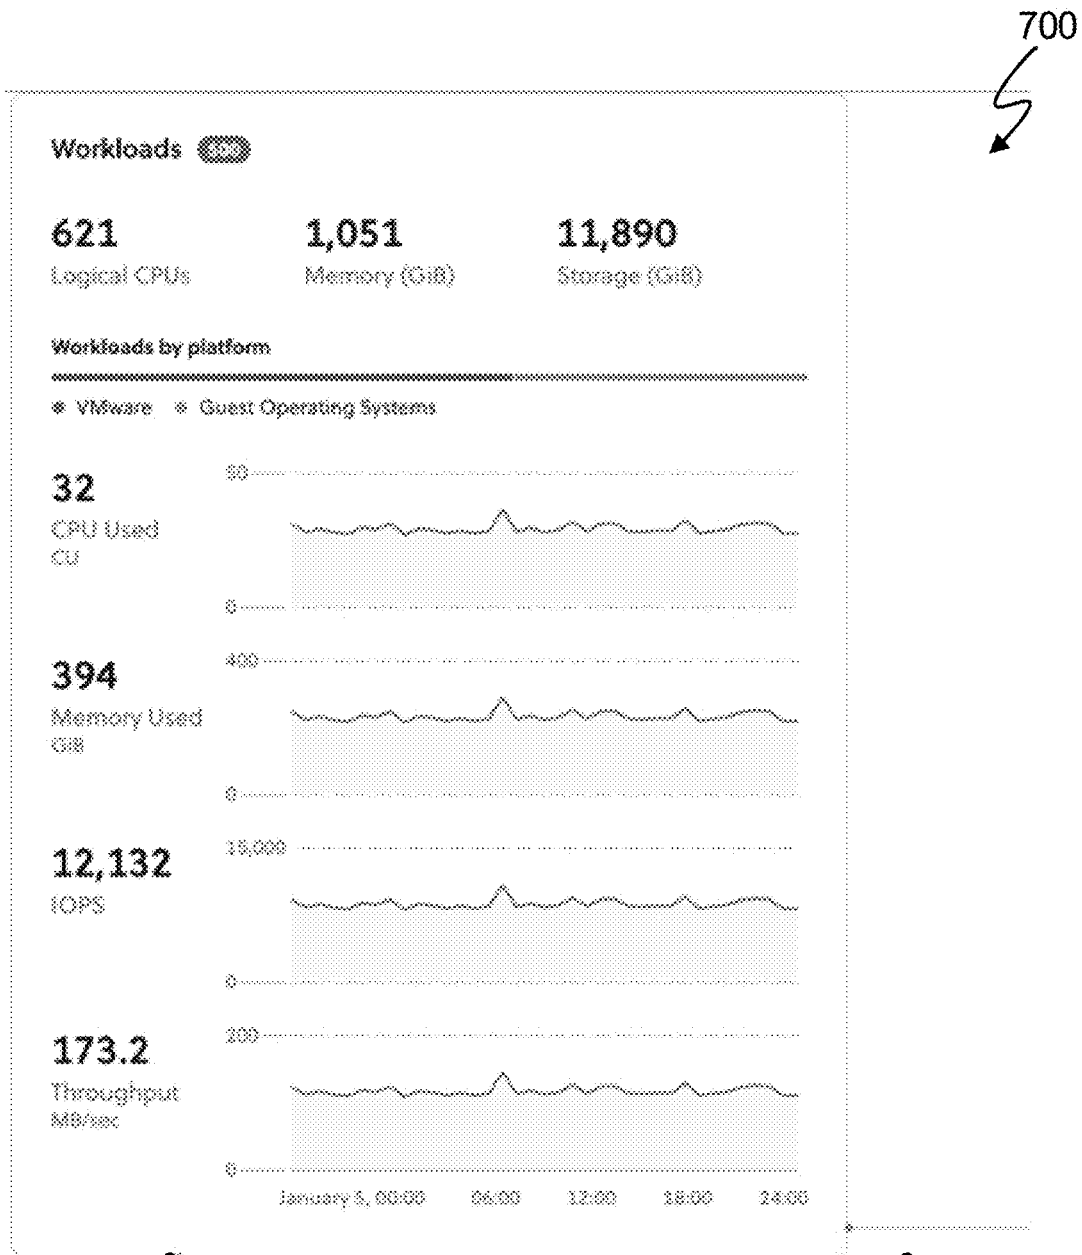 700
Workloads
621 1,051 11,890
Logical CPUs Memory (GiB) Storage (GiB)
Workloads by platform
VMware Guest Operating Systems
32
CPU Used
CU
50
0
394
Memory Used
GiB
400
0
12,132
IOPS
15,000
0
173.2
Throughput
MB/sec
200
0
January 5, 00:00 06:00 12:00 18:00 24:00